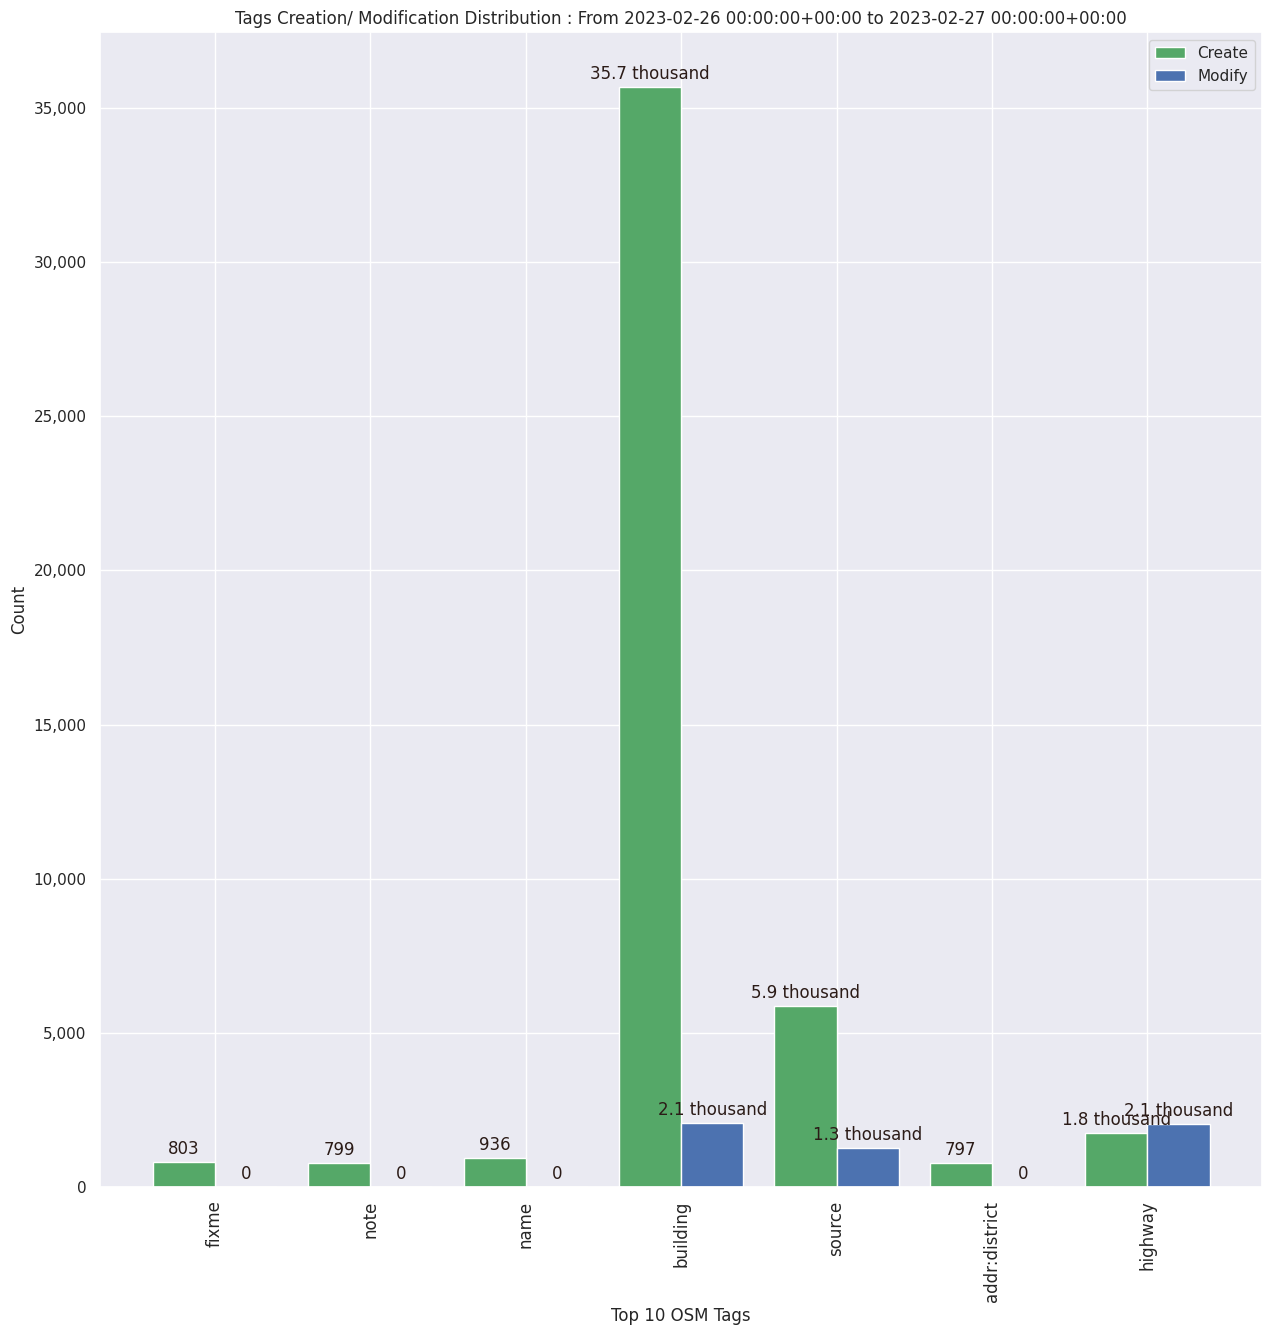 Tags Creation/ Modification Distribution : From 2023-02-26 00:00:00+00:00 to 2023-02-27 00:00:00+00:00
Create
Modify
35.7 thousand
35,000
30,000
25,000
20,000
15,000
10,000
5,000
0
Count
5.9 thousand
2.1 thousand
1.3 thousand
2.1 thousand
1.8 thousand
803
0
799
0
936
0
797
0
fixme
note
name
building
source
addr:district
highway
Top 10 OSM Tags